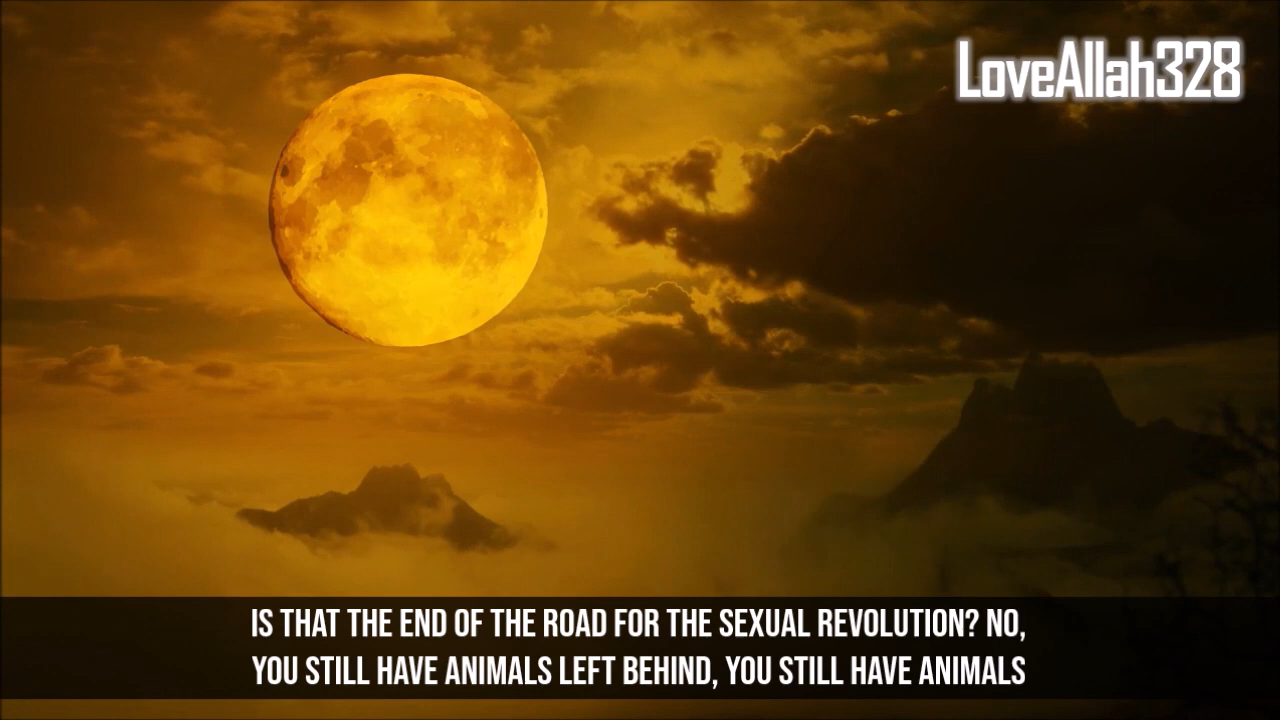 LoveAllah328
IS THAT THE END OF THE ROAD FOR THE SEXUAL REVOLUTION? NO,
YOU STILL HAVE ANIMALS LEFT BEHIND, YOU STILL HAVE ANIMALS